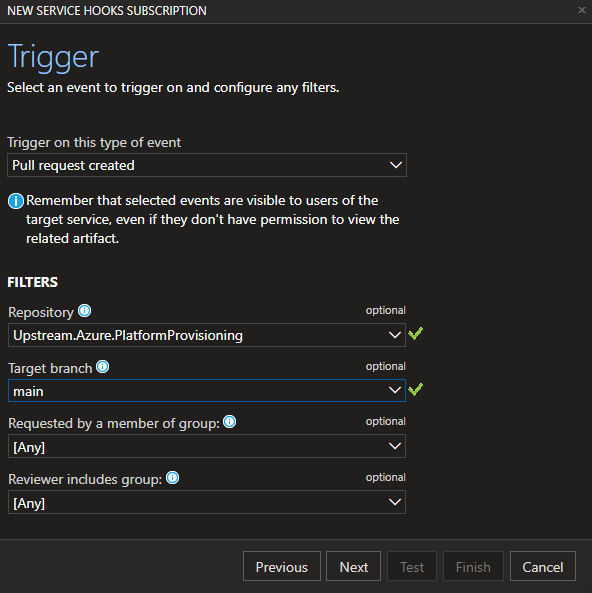 NEW SERVICE HOOKS SUBSCRIPTION
Trigger
Select an event to trigger on and configure any filters.
Trigger on this type of event
Pull request created
Remember that selected events are visible to users of the
target service, even if they don't have permission to view the
related artifact.
FILTERS
Repository optional
Upstream.Azure.PlatformProvisioning
Target branch optional
main
Requested by a member of group: optional
[Any]
Reviewer includes group: optional
[Any]
Previous Next Test Finish Cancel